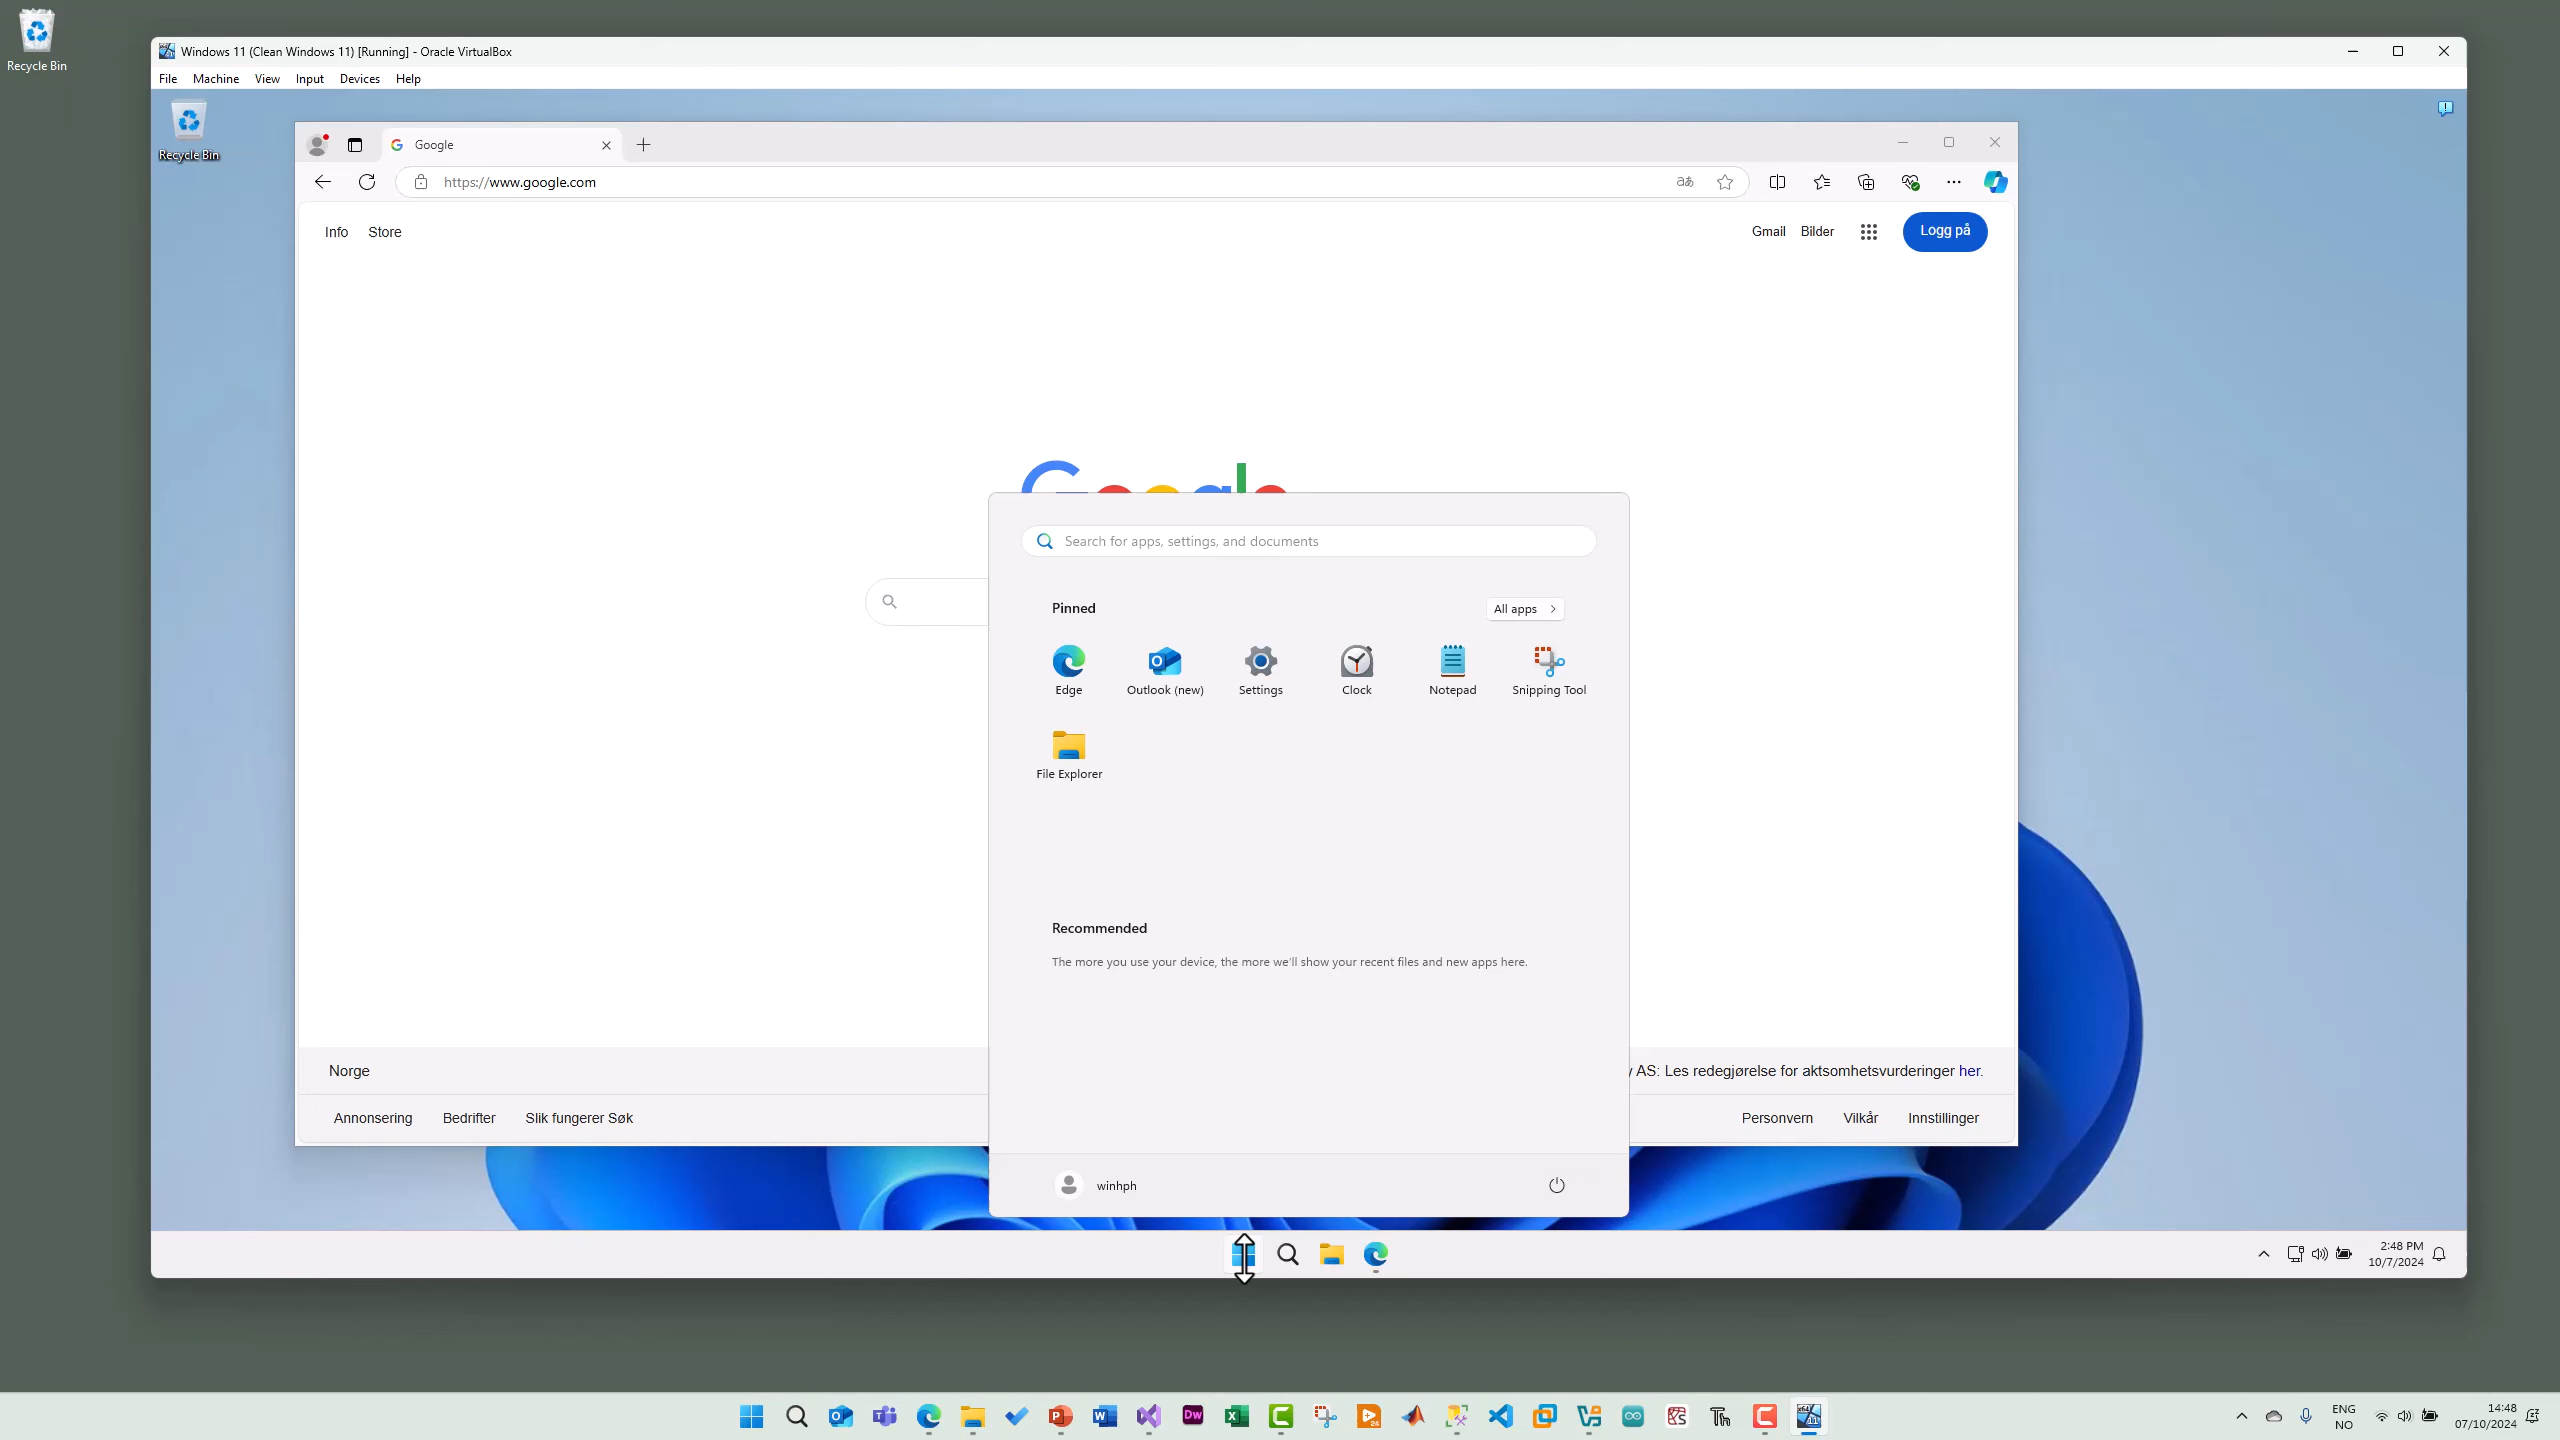 Recycle Bin
Windows 11 (Clean Windows 11) [Running] - Oracle VirtualBox
File Machine View Input Devices Help
Recycle Bin
Google
https://www.google.com
Info Store
Gmail Bilder Logg på
Search for apps, settings, and documents
Pinned
All apps
Edge Outlook (new) Settings Clock Notepad Snipping Tool
File Explorer
Recommended
The more you use your device, the more we'll show your recent files and new apps here.
Norge
AS: Les redegjørelse for aktsomhetsvurderinger her.
Annonsering Bedrifter Slik fungerer Søk
Personvern Vilkår Innstillinger
winhph
2:48 PM
10/7/2024
ENG
NO
14:48
07/10/2024